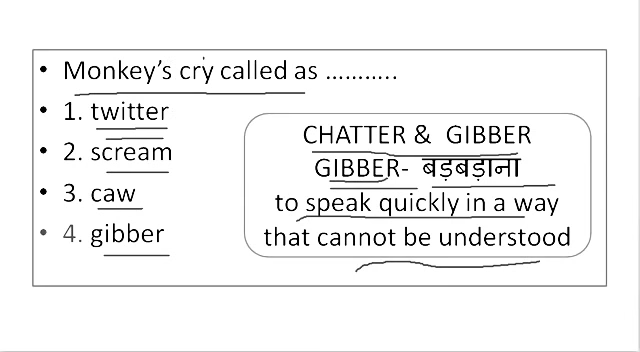 • Monkey's cry called as ...........
• 1. twitter
• 2. scream
• 3. caw
• 4. gibber
CHATTER & GIBBER
GIBBER- बड़बड़ाना
to speak quickly in a way
that cannot be understood